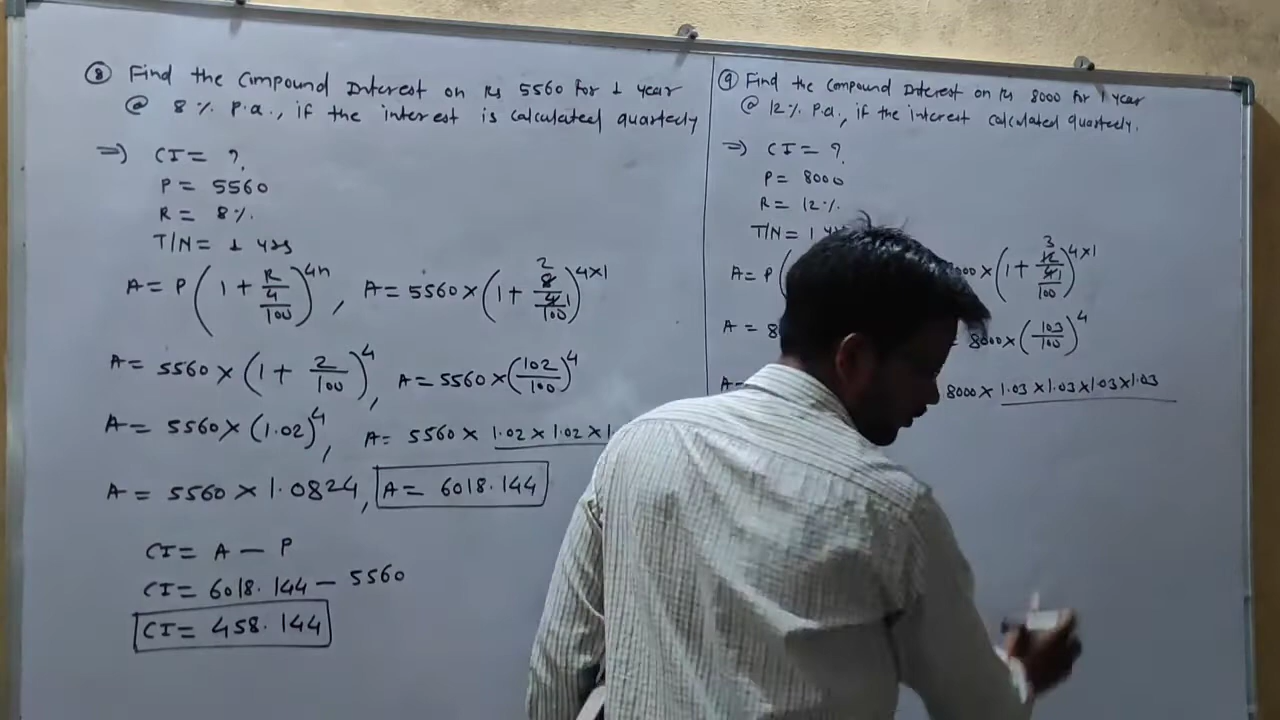 ⑧ Find the Compound Interest on Rs 5560 for 1 year
@ 8% p.a., if the interest is calculated quarterly
=) CI = ?
P = 5560
R = 8%
T/N = 1 yrs
A = P(1 + R/4/100)^4n, A = 5560 × (1 + 2 8/4 1/100)^4×1
A = 5560 × (1 + 2/100)^4, A = 5560 × (102/100)^4
A = 5560 × (1.02)^4, A = 5560 × 1.02 × 1.02 × 1
A = 5560 × 1.0824, A = 6018.144
CI = A — P
CI = 6018.144 — 5560
CI = 458.144
⑨ Find the Compound Interest on Rs 8000 for 1 year
@ 12% P.a., if the interest calculated quarterly.
=) CI = ?
P = 8000
R = 12%
T/N = 1
A = P( 000 × (1 + 3 12/4 1/100)^4×1
A = 8 8000 × (103/100)^4
A = 8000 × 1.03 × 1.03 × 1.03 × 1.03